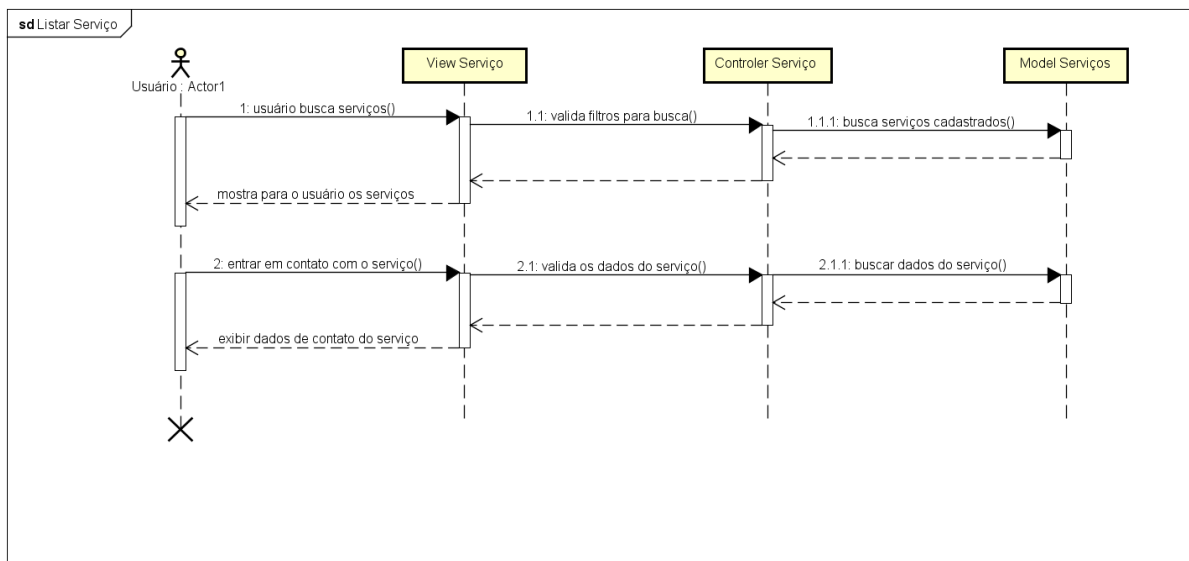 sd Listar Serviço
Usuário : Actor1
View Serviço
Controler Serviço
Model Serviços
1: usuário busca serviços()
1.1: valida filtros para busca()
1.1.1: busca serviços cadastrados()
mostra para o usuário os serviços
2: entrar em contato com o serviço()
2.1: valida os dados do serviço()
2.1.1: buscar dados do serviço()
exibir dados de contato do serviço